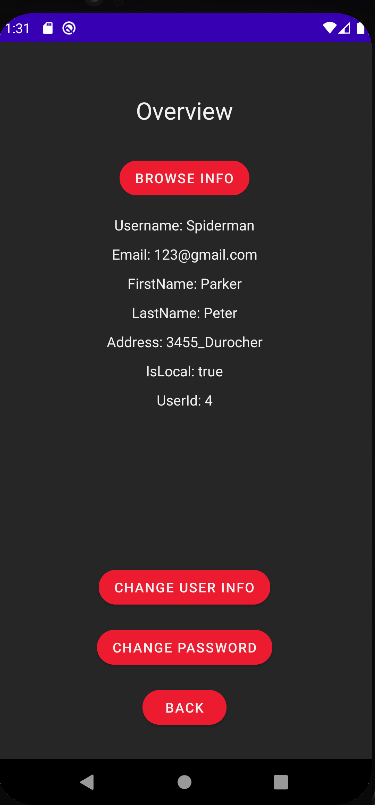 1:31
Overview
BROWSE INFO
Username: Spiderman
Email: 123@gmail.com
FirstName: Parker
LastName: Peter
Address: 3455_Durocher
IsLocal: true
UserId: 4
CHANGE USER INFO
CHANGE PASSWORD
BACK